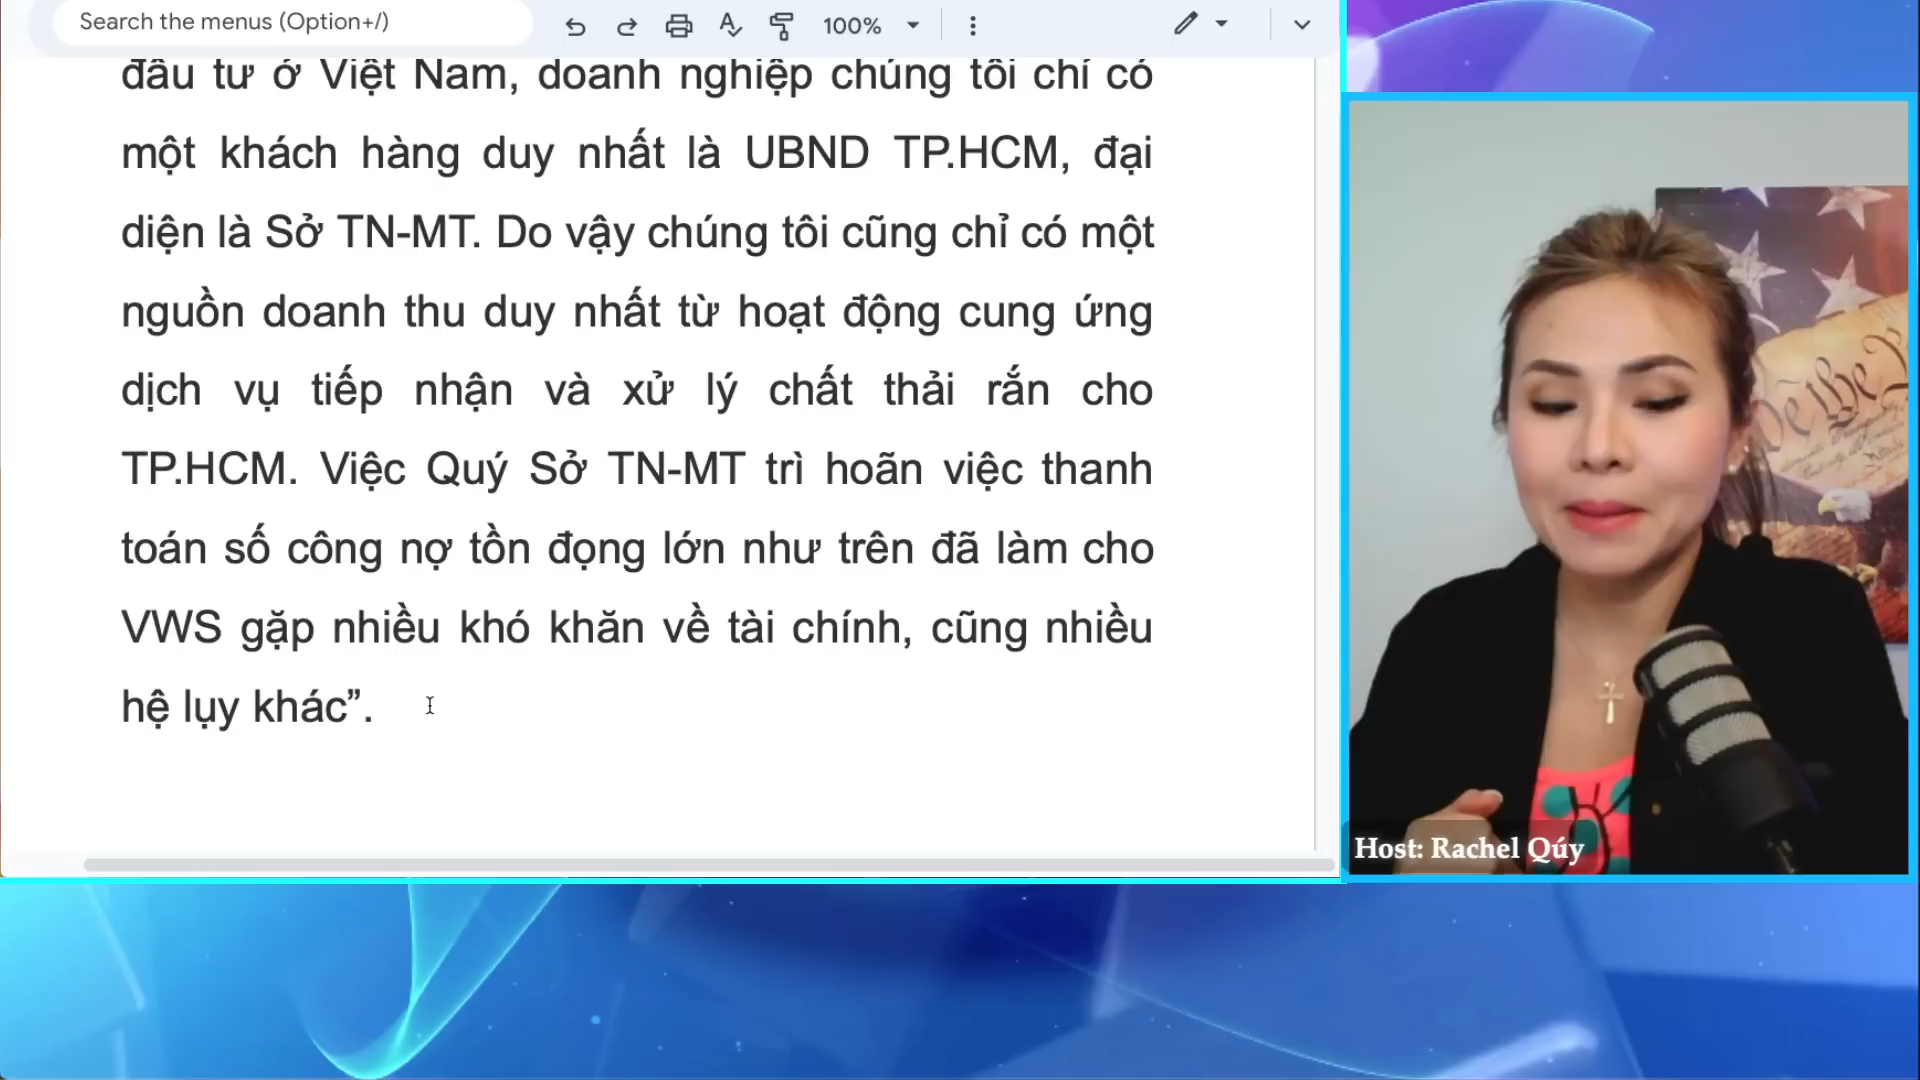 Search the menus (Option+/)
100%
đầu tư ở Việt Nam, doanh nghiệp chúng tôi chỉ có
một khách hàng duy nhất là UBND TP.HCM, đại
diện là Sở TN-MT. Do vậy chúng tôi cũng chỉ có một
nguồn doanh thu duy nhất từ hoạt động cung ứng
dịch vụ tiếp nhận và xử lý chất thải rắn cho
TP.HCM. Việc Quý Sở TN-MT trì hoãn việc thanh
toán số công nợ tồn đọng lớn như trên đã làm cho
VWS gặp nhiều khó khăn về tài chính, cũng nhiều
hệ lụy khác”.
We the Pe
Host: Rachel Qúy